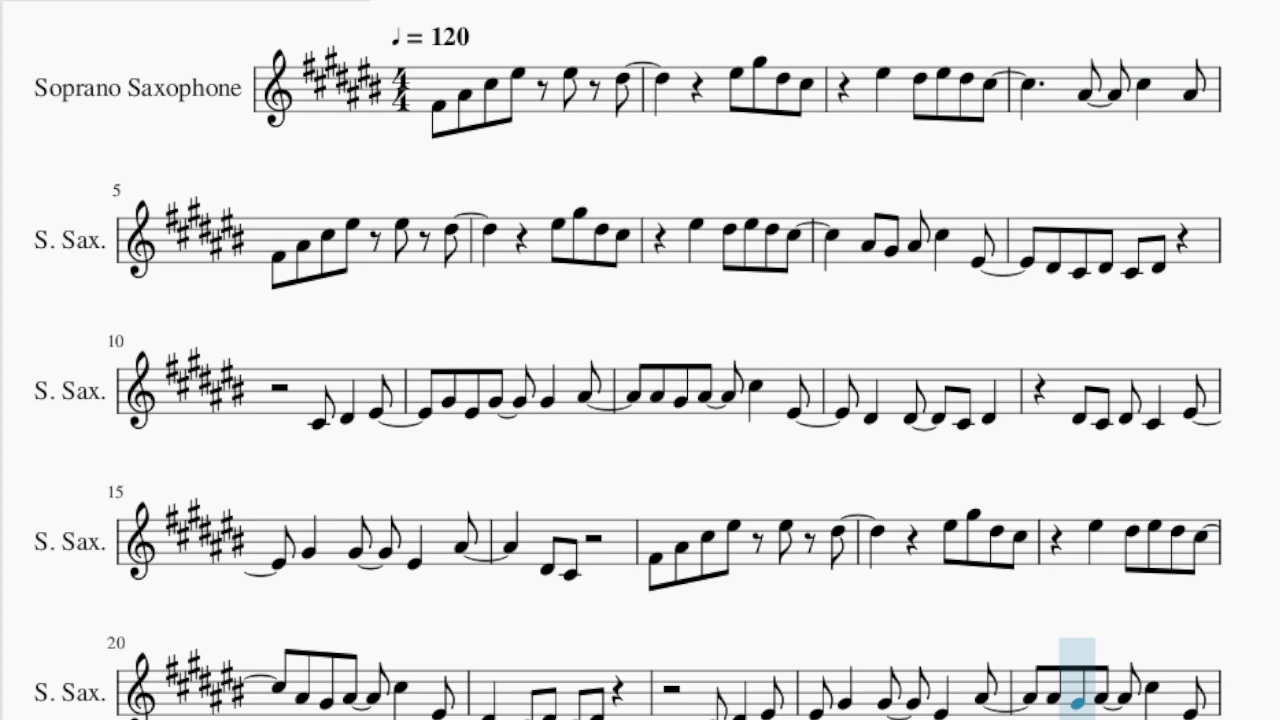 ♩ = 120
Soprano Saxophone
4
4
5
S. Sax.
10
S. Sax.
15
S. Sax.
20
S. Sax.